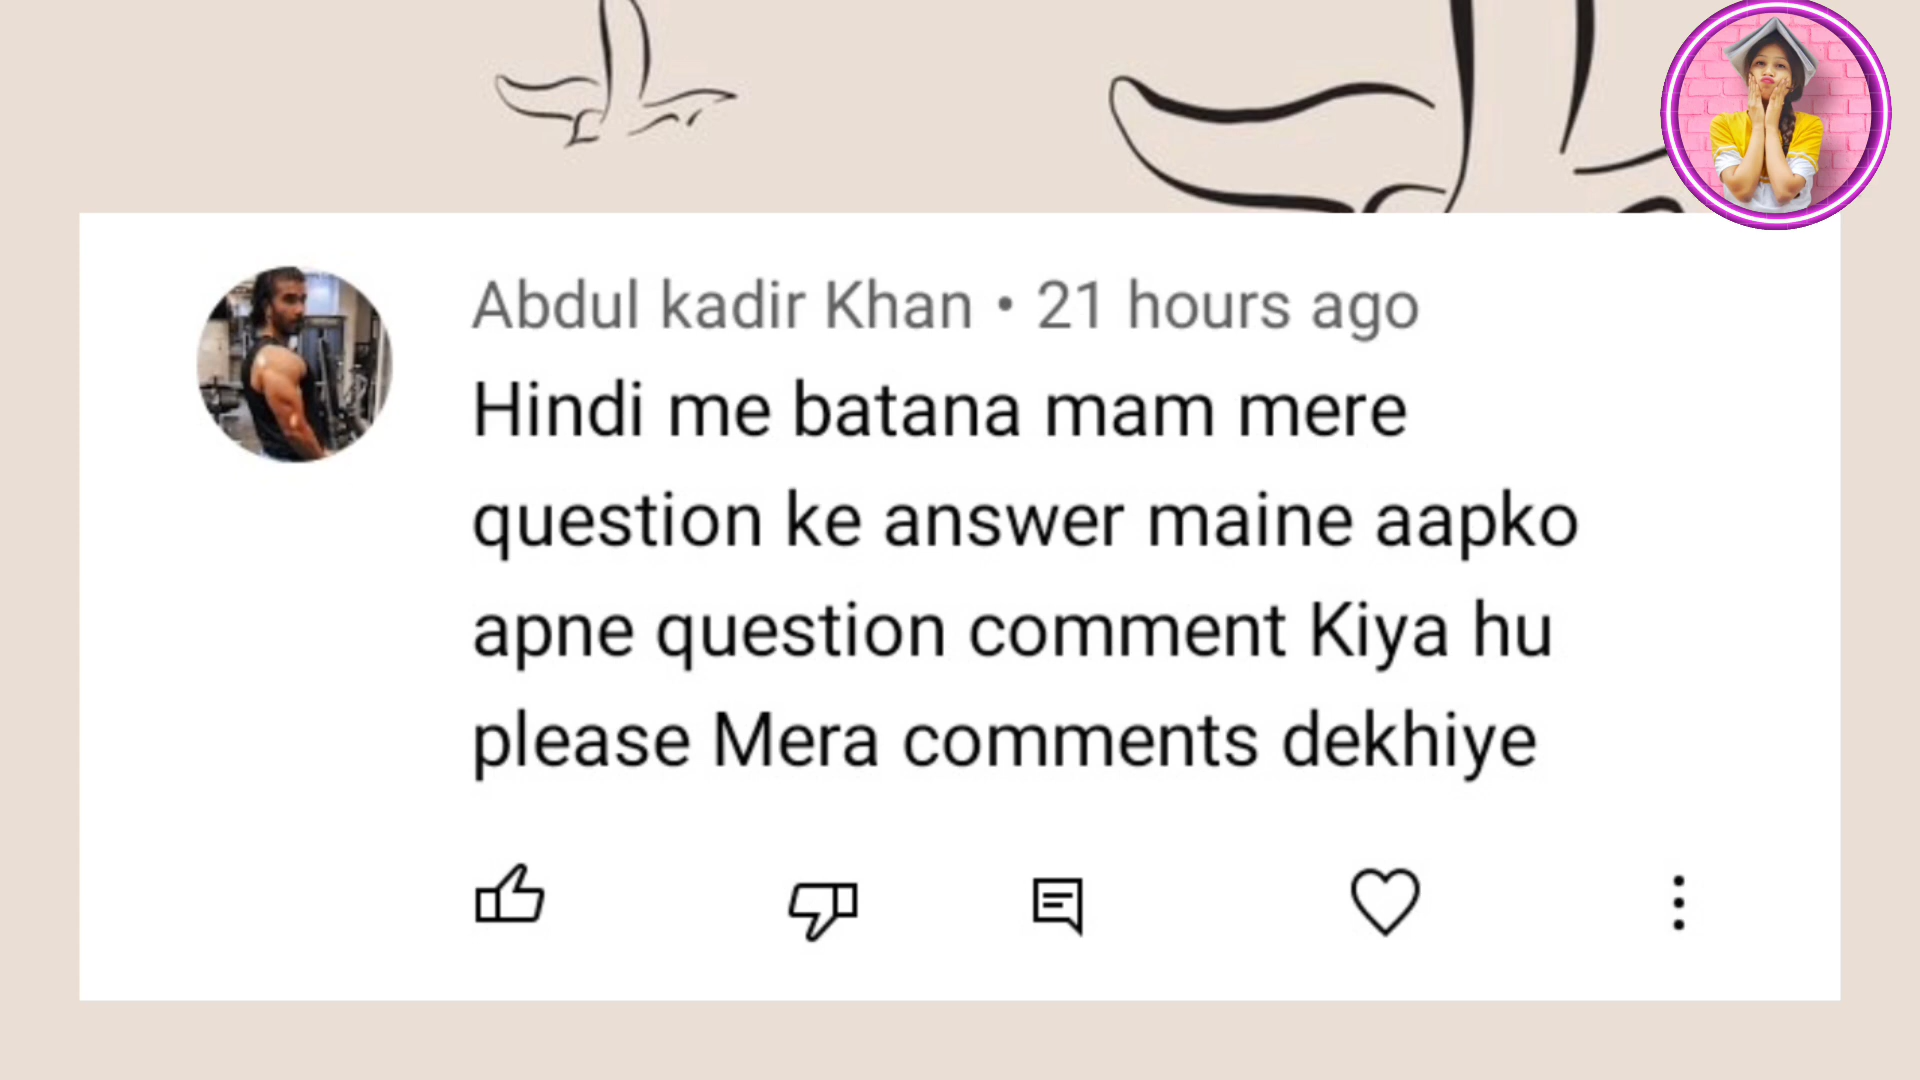 Abdul kadir Khan • 21 hours ago
Hindi me batana mam mere
question ke answer maine aapko
apne question comment Kiya hu
please Mera comments dekhiye